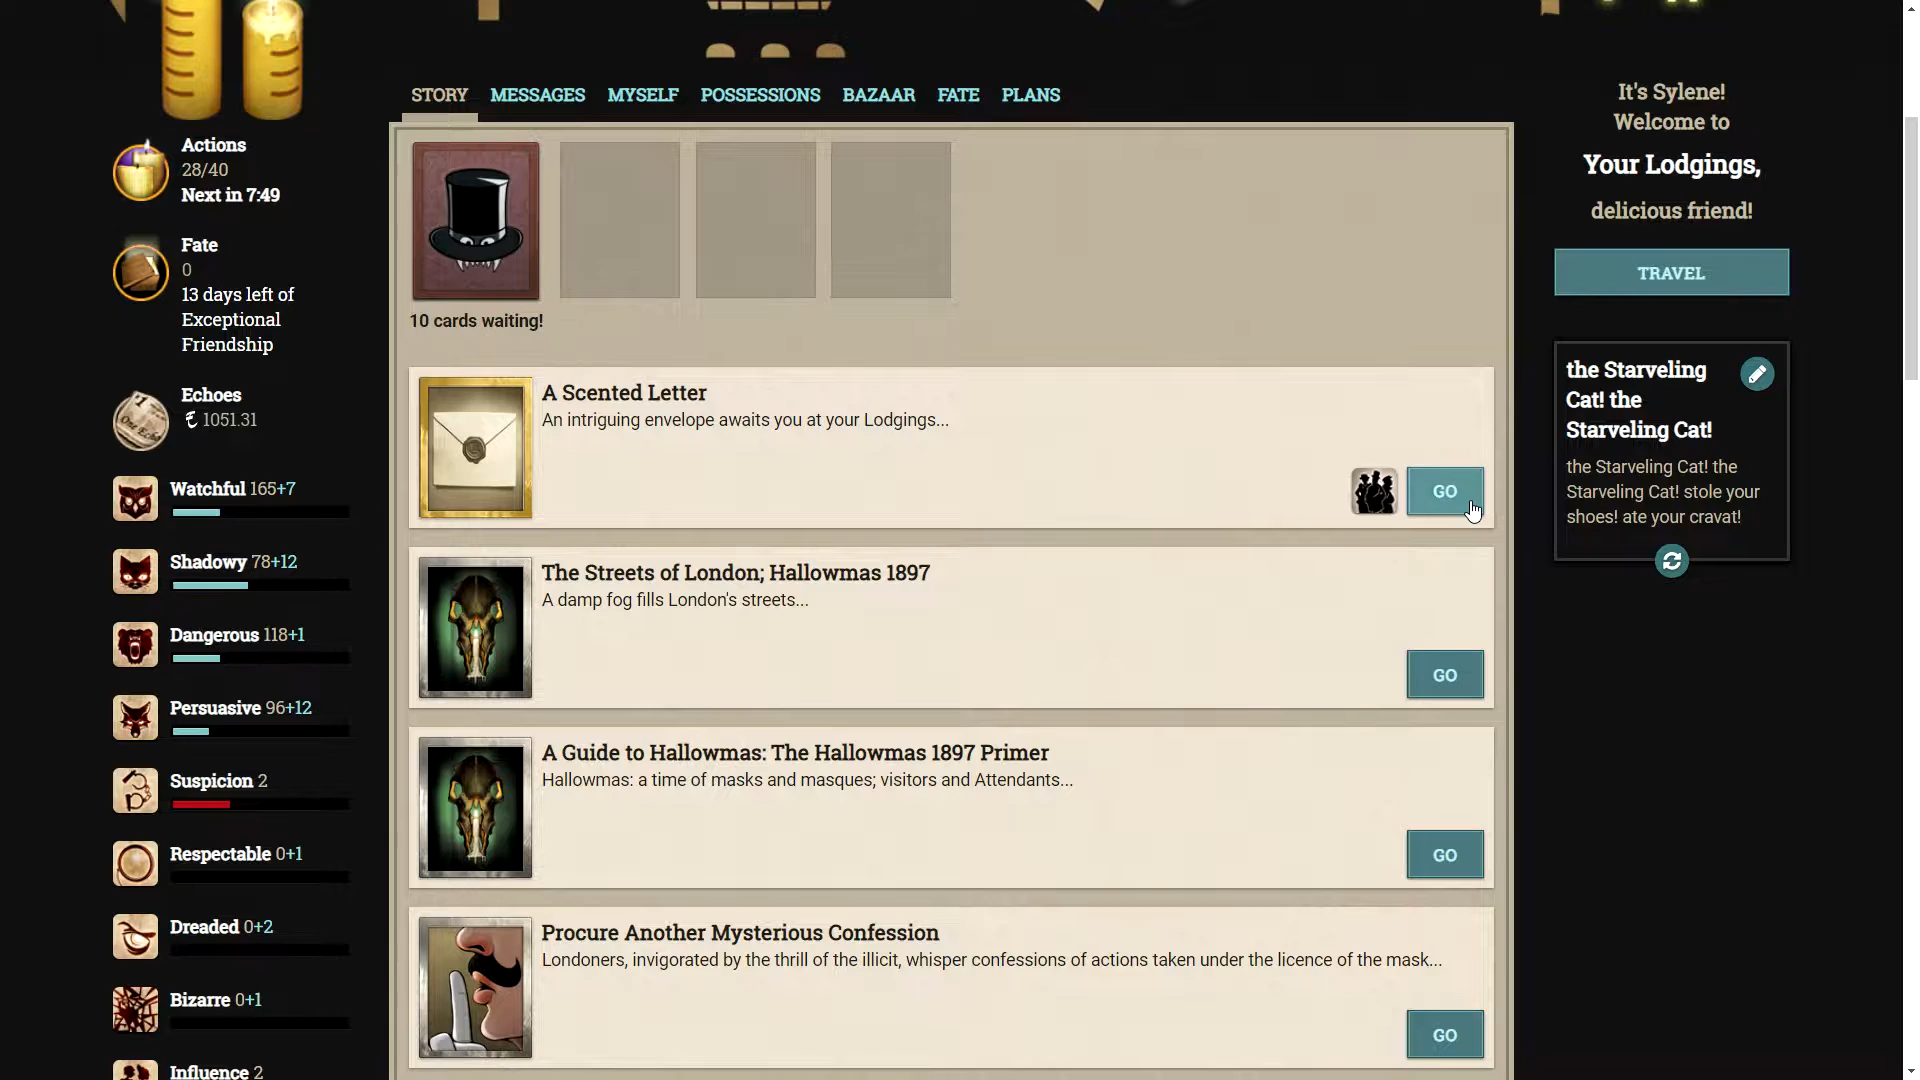 STORY MESSAGES MYSELF POSSESSIONS BAZAAR FATE PLANS
Actions
28/40
Next in 7:49
Fate
0
13 days left of
Exceptional
Friendship
Echoes
1051.31
Watchful 165+7
Shadowy 78+12
Dangerous 118+1
Persuasive 96+12
Suspicion 2
Respectable 0+1
Dreaded 0+2
Bizarre 0+1
Influence 2
10 cards waiting!
A Scented Letter
An intriguing envelope awaits you at your Lodgings...
GO
The Streets of London; Hallowmas 1897
A damp fog fills London's streets...
GO
A Guide to Hallowmas: The Hallowmas 1897 Primer
Hallowmas: a time of masks and masques; visitors and Attendants...
GO
Procure Another Mysterious Confession
Londoners, invigorated by the thrill of the illicit, whisper confessions of actions taken under the licence of the mask...
GO
It's Sylene!
Welcome to
Your Lodgings,
delicious friend!
TRAVEL
the Starveling
Cat! the
Starveling Cat!
the Starveling Cat! the
Starveling Cat! stole your
shoes! ate your cravat!